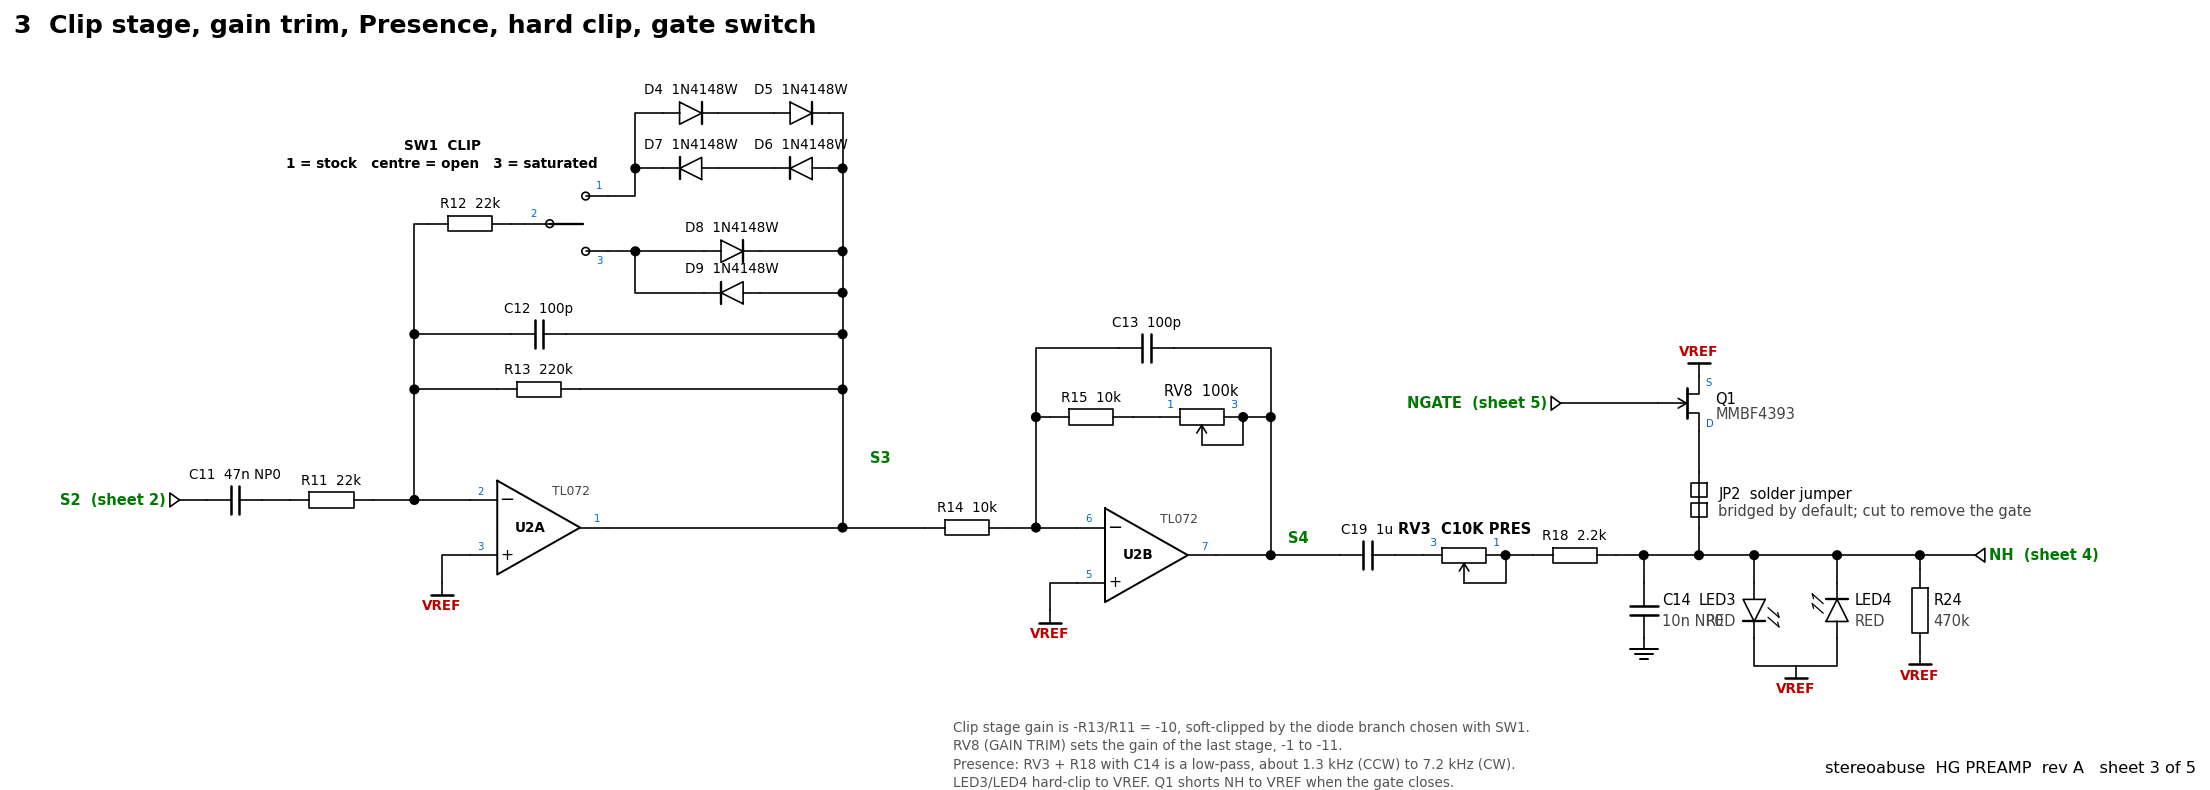 3  Clip stage, gain trim, Presence, hard clip, gate switch
D4  1N4148W
D5  1N4148W
D7  1N4148W
D6  1N4148W
SW1  CLIP
1 = stock   centre = open   3 = saturated
1
R12  22k
2
3
D8  1N4148W
D9  1N4148W
C12  100p
R13  220k
S2  (sheet 2)
C11  47n NP0
R11  22k
2
3
TL072
U2A
−
+
1
VREF
S3
R14  10k
C13  100p
R15  10k
RV8  100k
1
3
6
5
TL072
U2B
−
+
7
VREF
S4
C19  1u
RV3  C10K PRES
3
1
R18  2.2k
NGATE  (sheet 5)
VREF
S
Q1
MMBF4393
D
JP2  solder jumper
bridged by default; cut to remove the gate
NH  (sheet 4)
C14
10n NP0
LED3
RED
LED4
RED
R24
470k
VREF
VREF
Clip stage gain is -R13/R11 = -10, soft-clipped by the diode branch chosen with SW1.
RV8 (GAIN TRIM) sets the gain of the last stage, -1 to -11.
Presence: RV3 + R18 with C14 is a low-pass, about 1.3 kHz (CCW) to 7.2 kHz (CW).
LED3/LED4 hard-clip to VREF. Q1 shorts NH to VREF when the gate closes.
stereoabuse  HG PREAMP  rev A   sheet 3 of 5